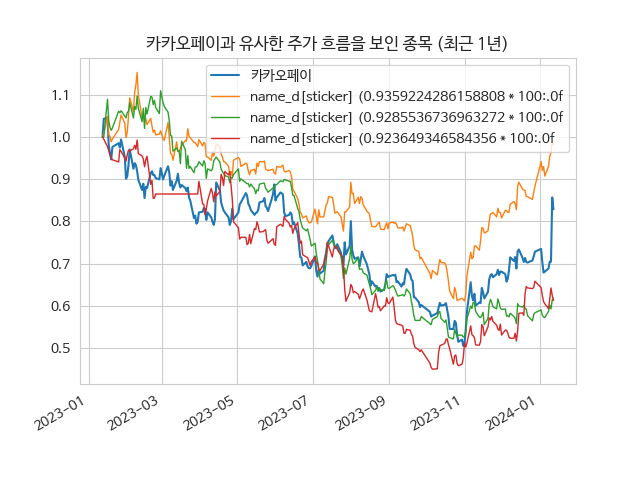 카카오페이과 유사한 주가 흐름을 보인 종목 (최근 1년)
카카오페이
name_d[sticker] (0.9359224286158808 * 100:.0f
name_d[sticker] (0.9285536736963272 * 100:.0f
name_d[sticker] (0.923649346584356 * 100:.0f
1.1
1.0
0.9
0.8
0.7
0.6
0.5
2023-01
2023-03
2023-05
2023-07
2023-09
2023-11
2024-01